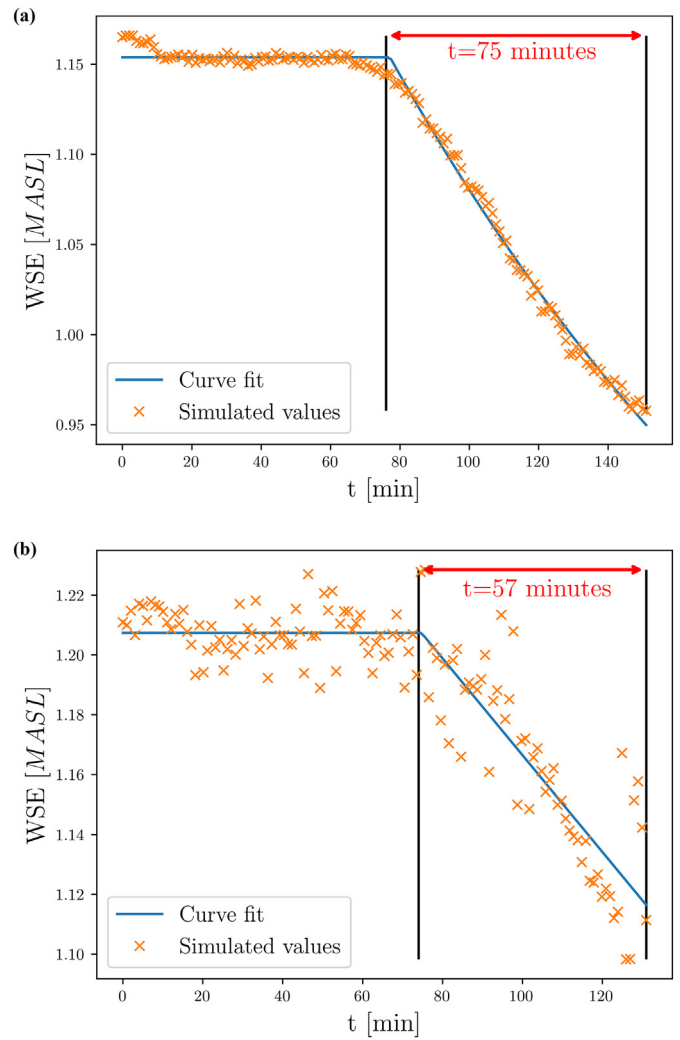 (a)
t=75 minutes
1.15
1.10
1.05
1.00
0.95
WSE [MASL]
Curve fit
Simulated values
0 20 40 60 80 100 120 140
t [min]
(b)
t=57 minutes
1.22
1.20
1.18
1.16
1.14
1.12
1.10
WSE [MASL]
Curve fit
Simulated values
0 20 40 60 80 100 120
t [min]